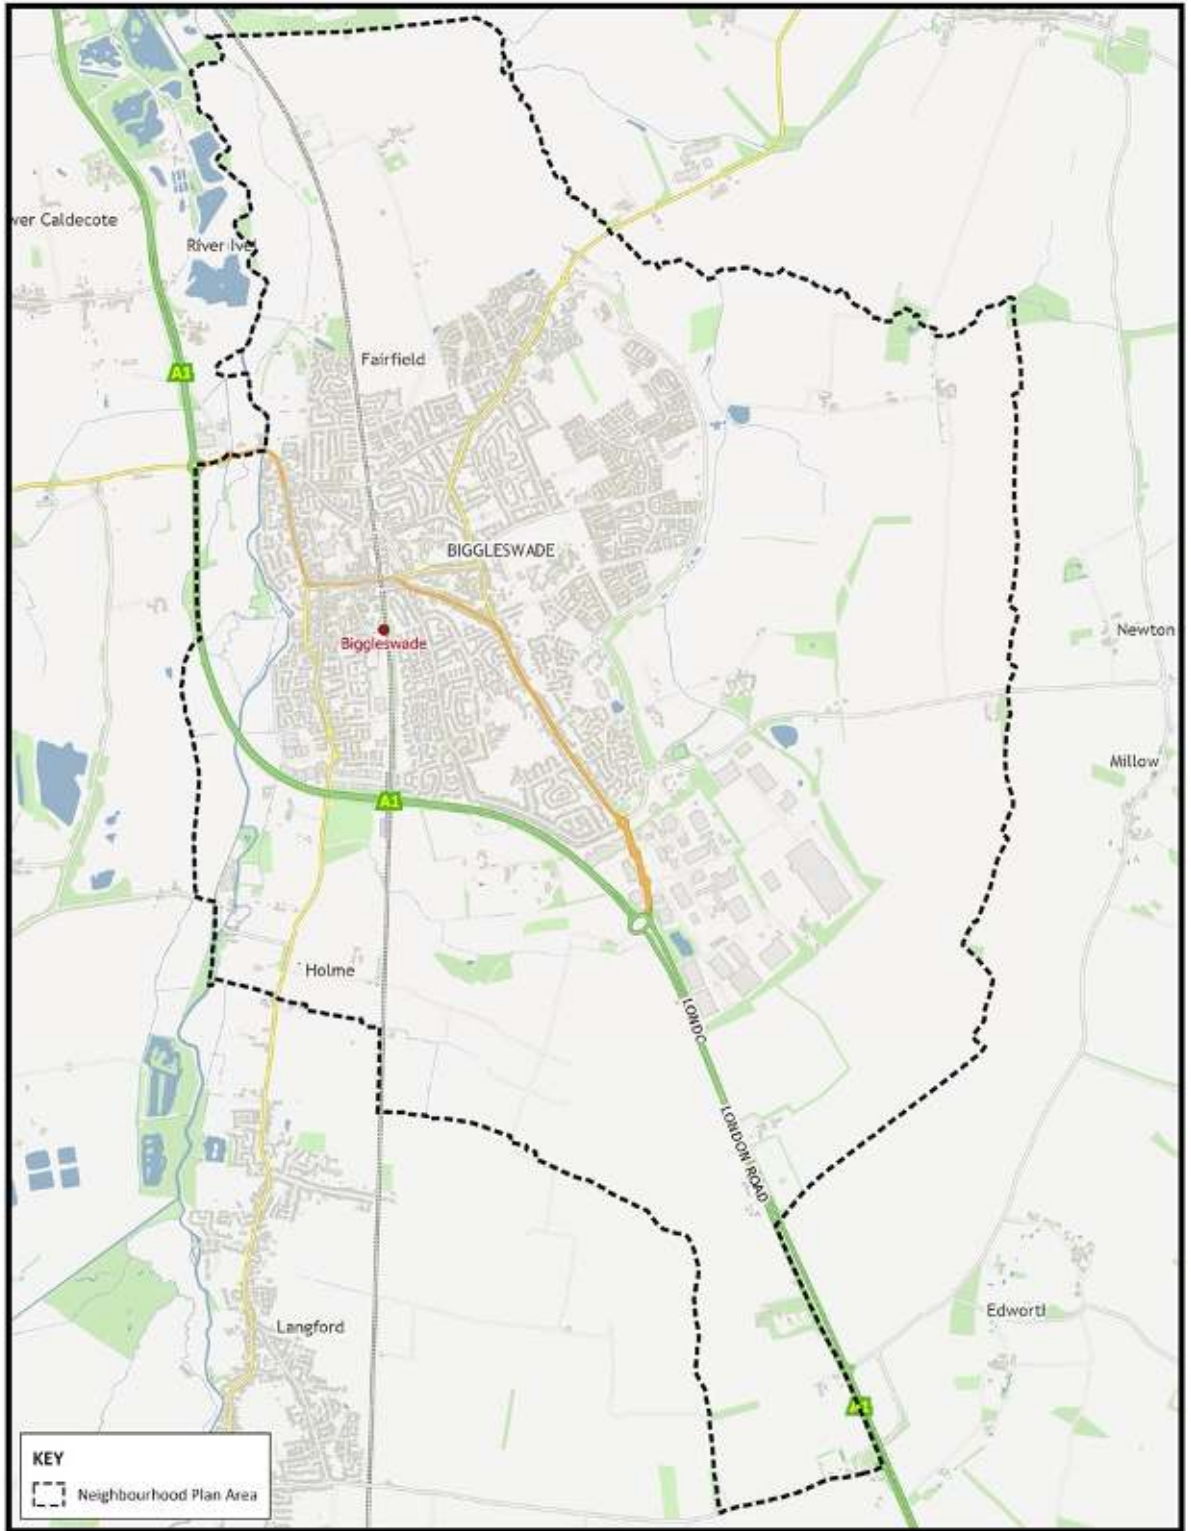 wer Caldecote
River Ivel
Fairfield
A1
BIGGLESWADE
Biggleswade
Newton
Millow
A1
Holme
LONDC
LONDON ROAD
Edwortl
Langford
A1
KEY
Neighbourhood Plan Area